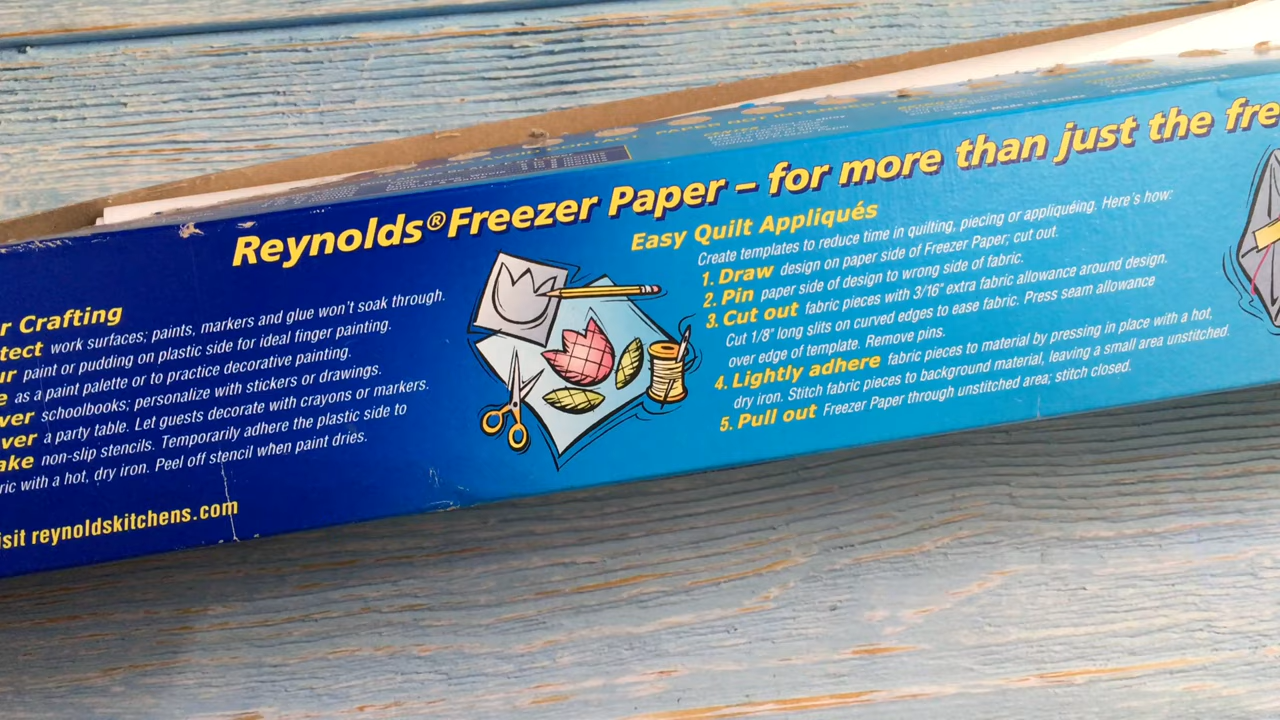 PAPER NOT INTEND
Reynolds® Freezer Paper – for more than just the fre
r Crafting
tect work surfaces; paints, markers and glue won't soak through.
ur paint or pudding on plastic side for ideal finger painting.
e as a paint palette or to practice decorative painting.
ver schoolbooks; personalize with stickers or drawings.
ver a party table. Let guests decorate with crayons or markers.
ake non-slip stencils. Temporarily adhere the plastic side to
ric with a hot, dry iron. Peel off stencil when paint dries.
isit reynoldskitchens.com
Easy Quilt Appliqués
Create templates to reduce time in quilting, piecing or appliquéing. Here's how:
1. Draw design on paper side of Freezer Paper; cut out.
2. Pin paper side of design to wrong side of fabric.
3. Cut out fabric pieces with 3/16" extra fabric allowance around design.
Cut 1/8" long slits on curved edges to ease fabric. Press seam allowance
over edge of template. Remove pins.
4. Lightly adhere fabric pieces to material by pressing in place with a hot,
dry iron. Stitch fabric pieces to background material, leaving a small area unstitched.
5. Pull out Freezer Paper through unstitched area; stitch closed.